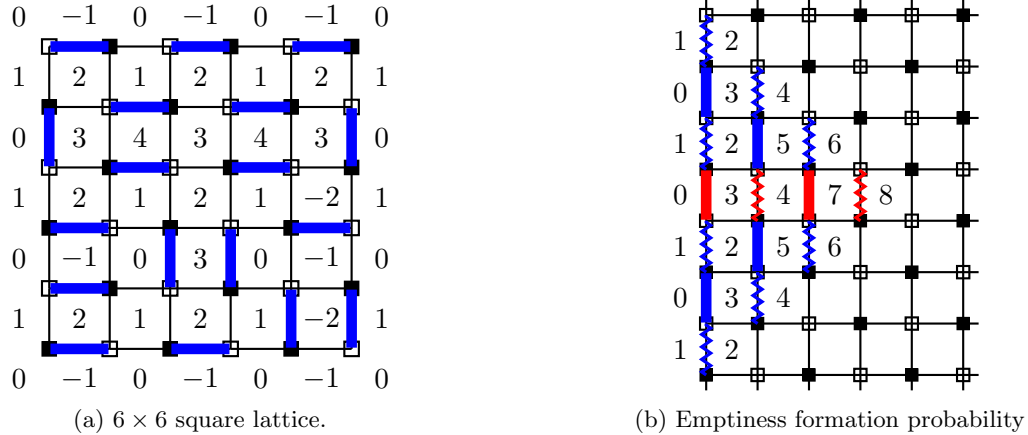 0 −1 0 −1 0 −1 0
1 2 1 2 1 2 1
0 3 4 3 4 3 0
1 2 1 2 1 −2 1
0 −1 0 3 0 −1 0
1 2 1 2 1 −2 1
0 −1 0 −1 0 −1 0
(a) 6 × 6 square lattice.
1 2
0 3 4
1 2 5 6
0 3 4 7 8
1 2 5 6
0 3 4
1 2
(b) Emptiness formation probability